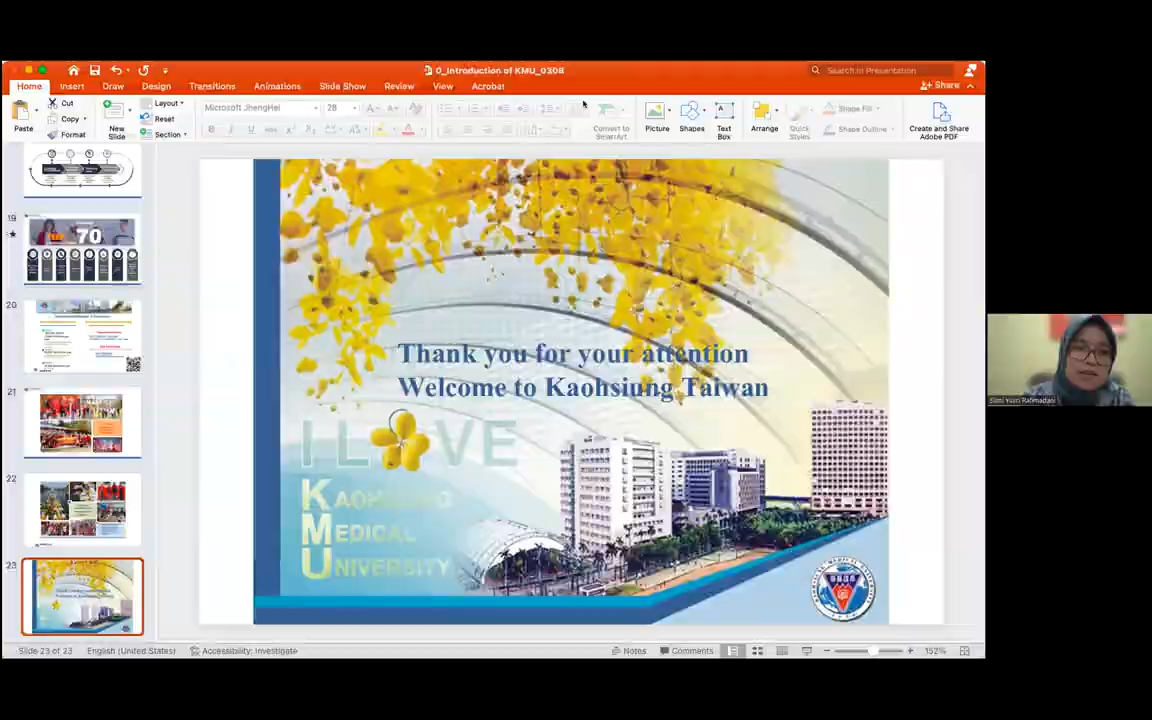 0_Introduction of KMU_0308
Search in Presentation
Home Insert Draw Design Transitions Animations Slide Show Review View Acrobat
Share
Paste
Cut
Copy
Format
New Slide
Layout
Reset
Section
Microsoft JhengHei
28
Convert to SmartArt
Picture
Shapes
Text Box
Arrange
Quick Styles
Shape Fill
Shape Outline
Create and Share Adobe PDF
19
70
20
21
22
23
Thank you for your attention
Welcome to Kaohsiung Taiwan
I LOVE
KAOHSIUNG
MEDICAL
UNIVERSITY
Slide 23 of 23
English (United States)
Accessibility: Investigate
Notes
Comments
152%